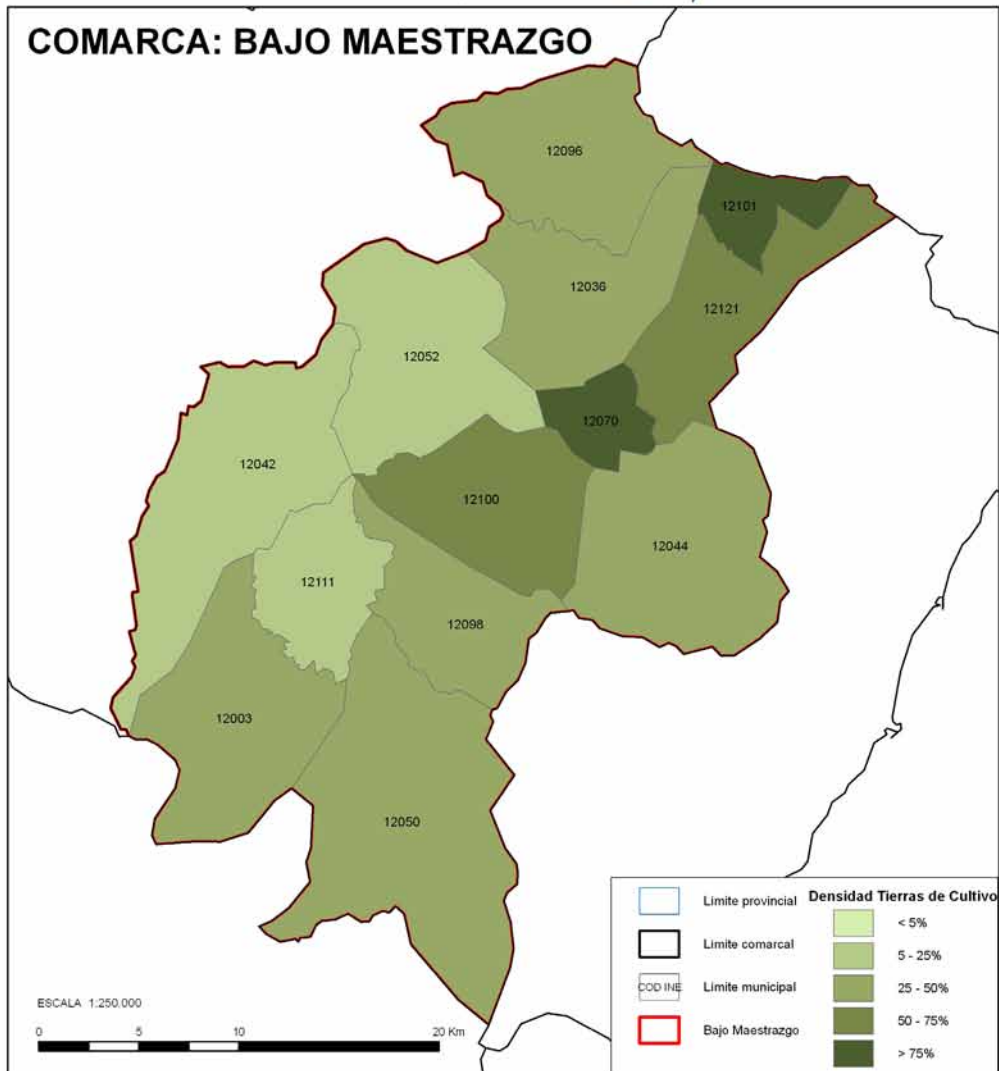 COMARCA: BAJO MAESTRAZGO
12096
12101
12036
12121
12052
12070
12042
12100
12044
12111
12098
12003
12050
Densidad Tierras de Cultivo
Limite provincial
< 5%
Limite comarcal
5 - 25%
COD INE
Limite municipal
25 - 50%
Bajo Maestrazgo
50 - 75%
> 75%
ESCALA 1:250.000
0 5 10 20 Km